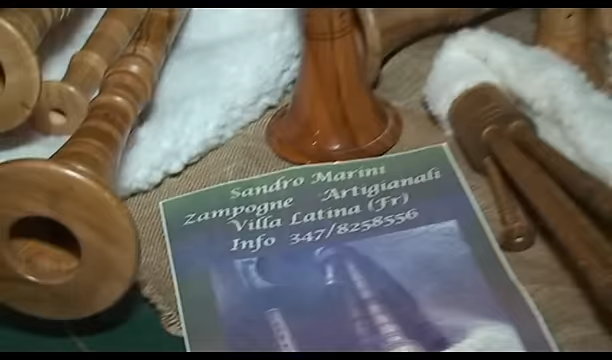 Sandro Marini
Zampogne Artigianali
Villa Latina (Fr)
Info 347/8258556